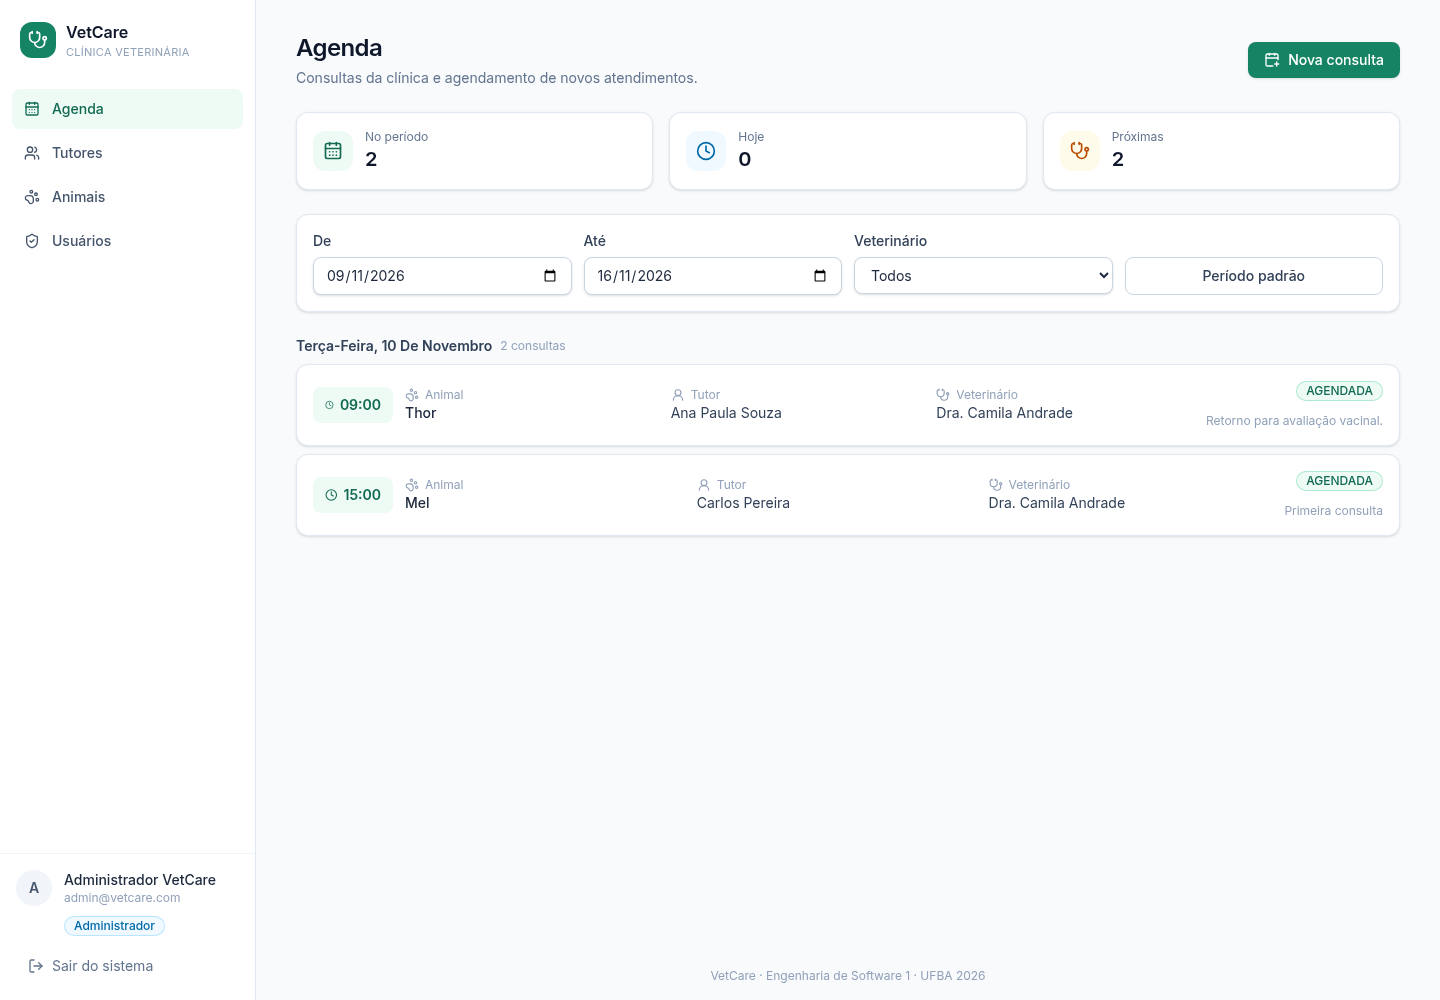 VetCare
CLÍNICA VETERINÁRIA
Agenda
Tutores
Animais
Usuários
Administrador VetCare
A
admin@vetcare.com
Administrador
Sair do sistema
Agenda
Consultas da clínica e agendamento de novos atendimentos.
Nova consulta
No período
2
Hoje
0
Próximas
2
De
09/11/2026
Até
16/11/2026
Veterinário
Todos
Período padrão
Terça-Feira, 10 De Novembro 2 consultas
09:00
Animal
Thor
Tutor
Ana Paula Souza
Veterinário
Dra. Camila Andrade
AGENDADA
Retorno para avaliação vacinal.
15:00
Animal
Mel
Tutor
Carlos Pereira
Veterinário
Dra. Camila Andrade
AGENDADA
Primeira consulta
VetCare · Engenharia de Software 1 · UFBA 2026